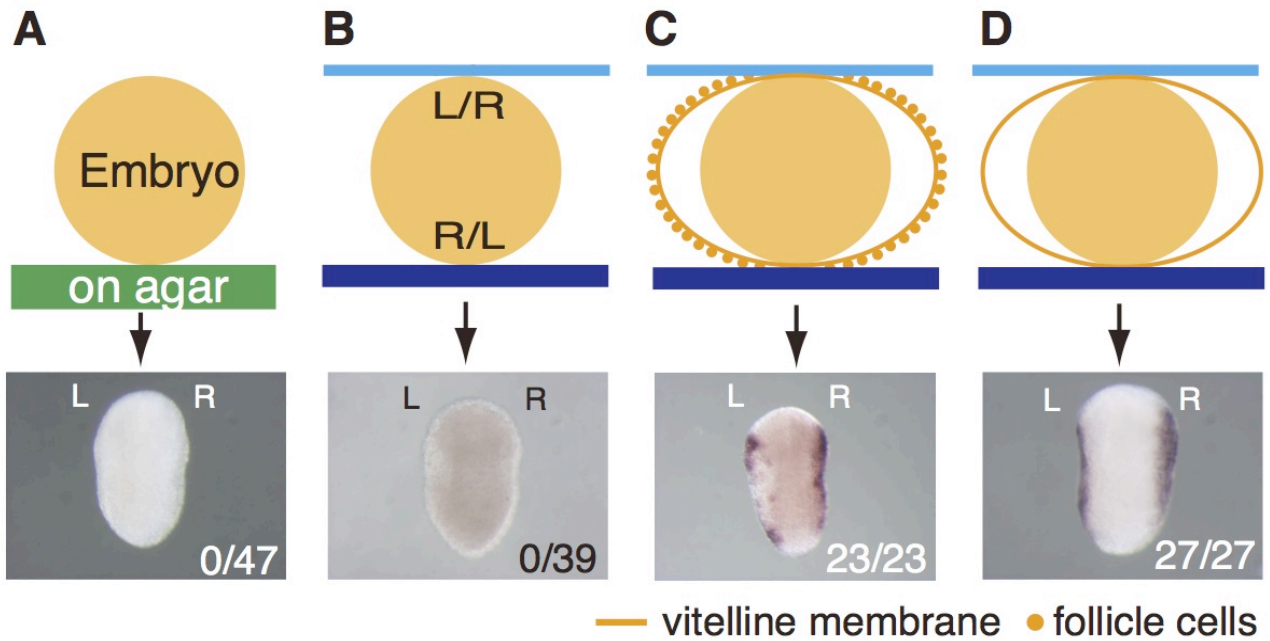 A
B
C
D
Embryo
L/R
R/L
on agar
L R
L R
L R
L R
0/47
0/39
23/23
27/27
vitelline membrane
follicle cells